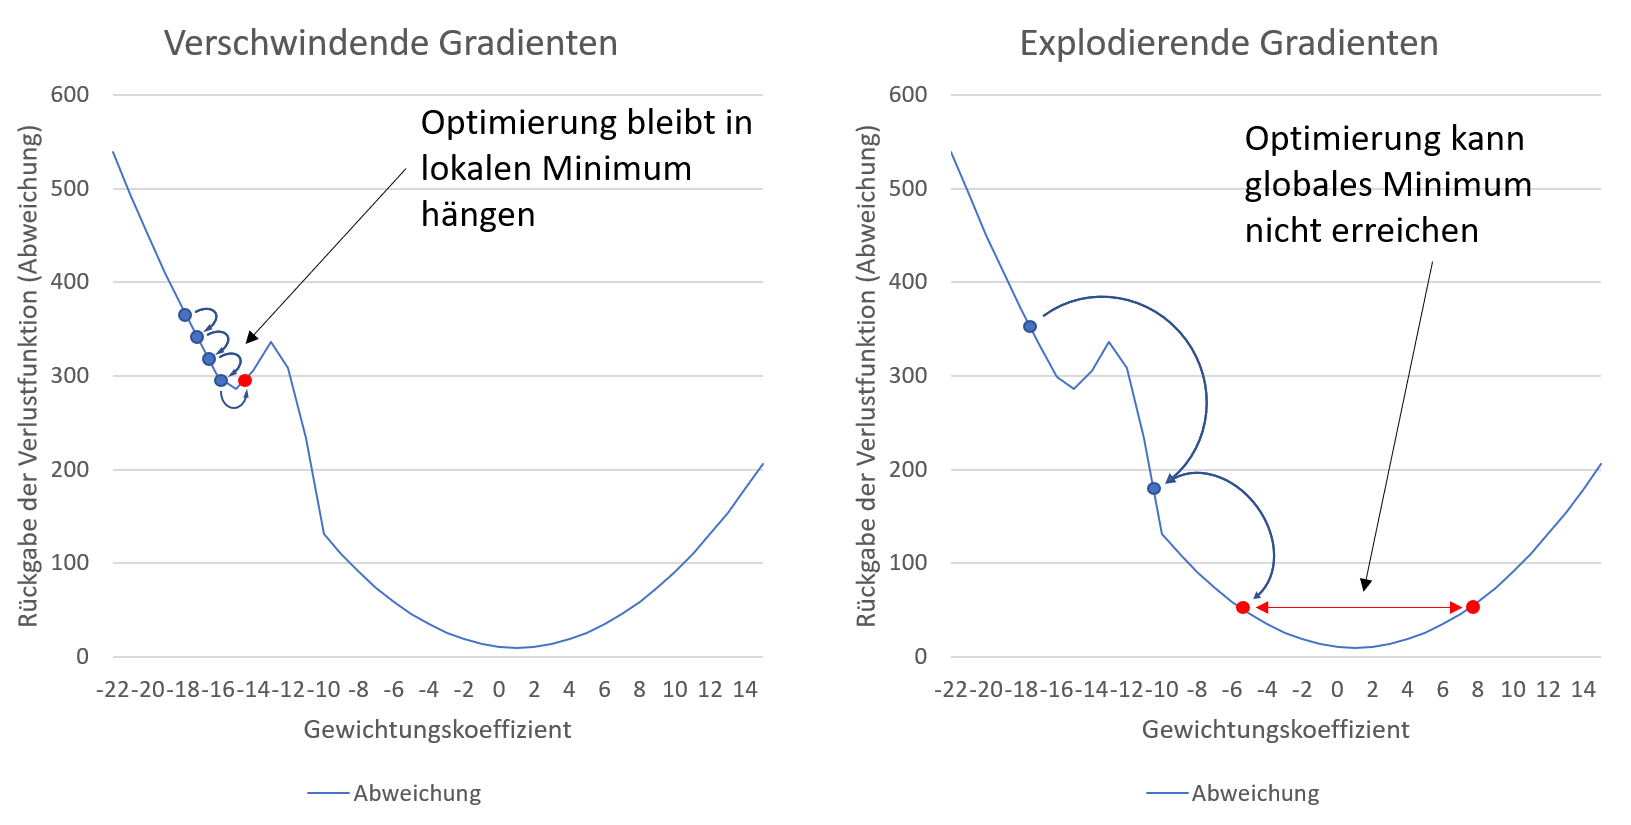 Verschwindende Gradienten
600
500
400
300
200
100
0
Rückgabe der Verlustfunktion (Abweichung)
Optimierung bleibt in
lokalen Minimum
hängen
-22 -20 -18 -16 -14 -12 -10 -8 -6 -4 -2 0 2 4 6 8 10 12 14
Gewichtungskoeffizient
Abweichung
Explodierende Gradienten
600
500
400
300
200
100
0
Rückgabe der Verlustfunktion (Abweichung)
Optimierung kann
globales Minimum
nicht erreichen
-22 -20 -18 -16 -14 -12 -10 -8 -6 -4 -2 0 2 4 6 8 10 12 14
Gewichtungskoeffizient
Abweichung